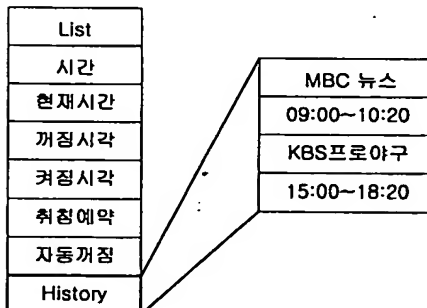 List
시간
현재시간
꺼짐시각
켜짐시각
취침예약
자동꺼짐
History
MBC 뉴스
09:00~10:20
KBS프로야구
15:00~18:20